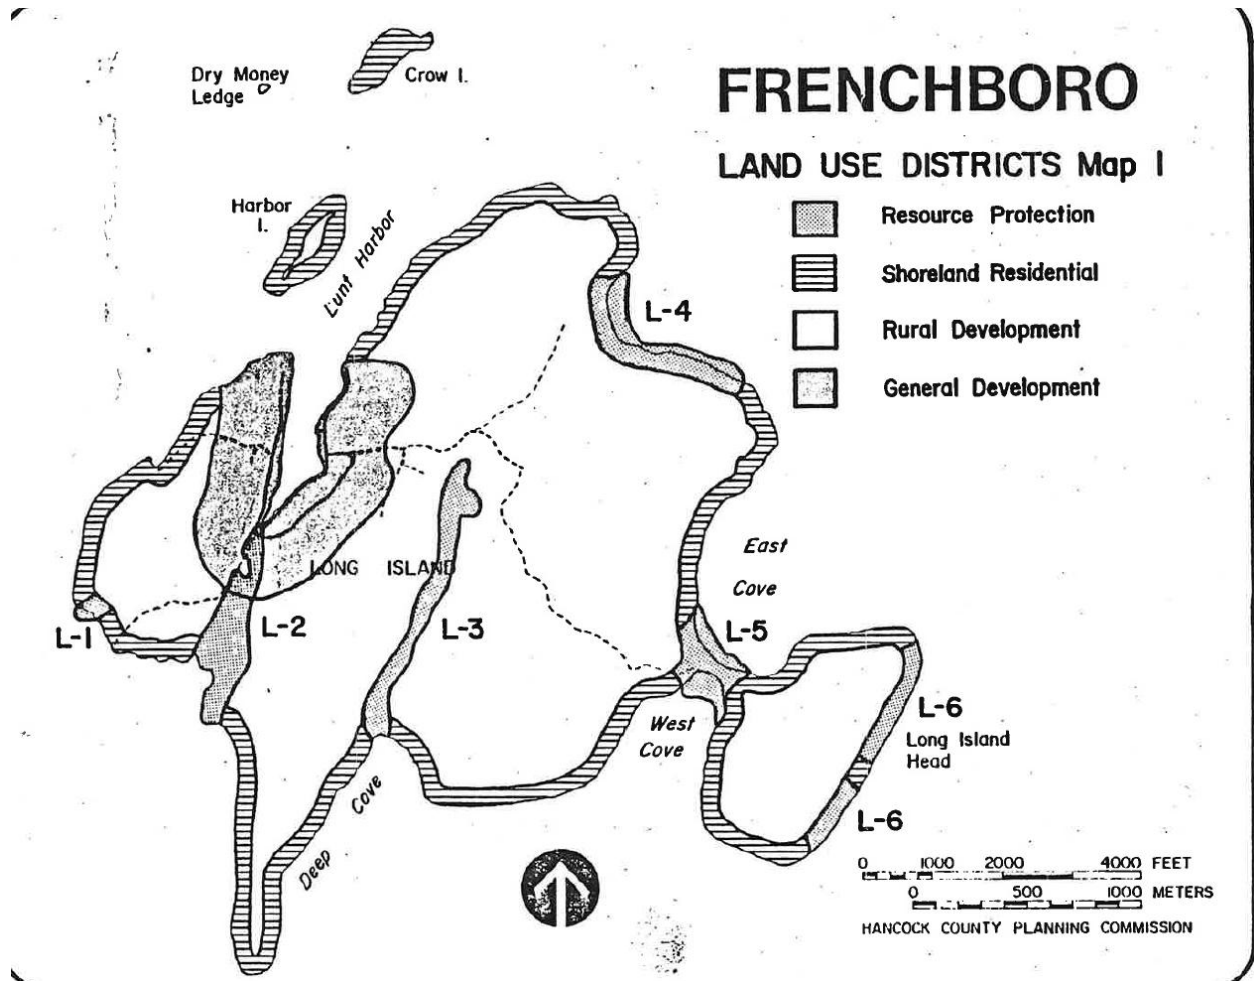 FRENCHBORO
LAND USE DISTRICTS Map I
Resource Protection
Shoreland Residential
Rural Development
General Development
Dry Money
Ledge
Crow I.
Harbor
I.
Lunt Harbor
L-4
East
Cove
LONG ISLAND
L-1
L-2
L-3
L-5
West
Cove
L-6
Long Island
Head
L-6
Deep Cove
0 1000 2000 4000 FEET
0 500 1000 METERS
HANCOCK COUNTY PLANNING COMMISSION